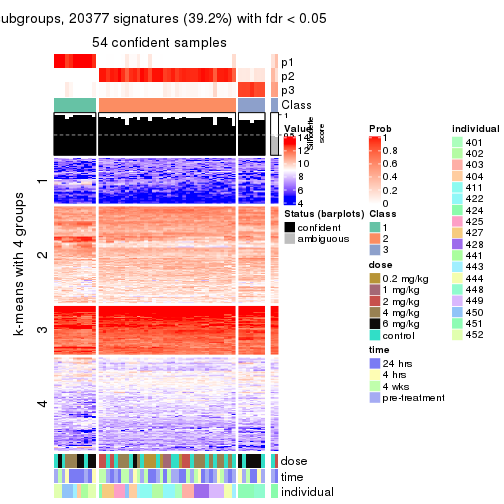 ubgroups, 20377 signatures (39.2%) with fdr < 0.05
54 confident samples
p1
p2
p3
Class
1
0.5
Silhouette
score
k-means with 4 groups
1
2
3
4
dose
time
individual
Value
14
12
10
8
6
4
Status (barplots)
confident
ambiguous
Prob
1
0.8
0.6
0.4
0.2
0
Class
1
2
3
dose
0.2 mg/kg
1 mg/kg
2 mg/kg
4 mg/kg
6 mg/kg
control
time
24 hrs
4 hrs
4 wks
pre-treatment
individual
401
402
403
404
411
422
424
425
427
428
441
443
444
448
449
450
451
452